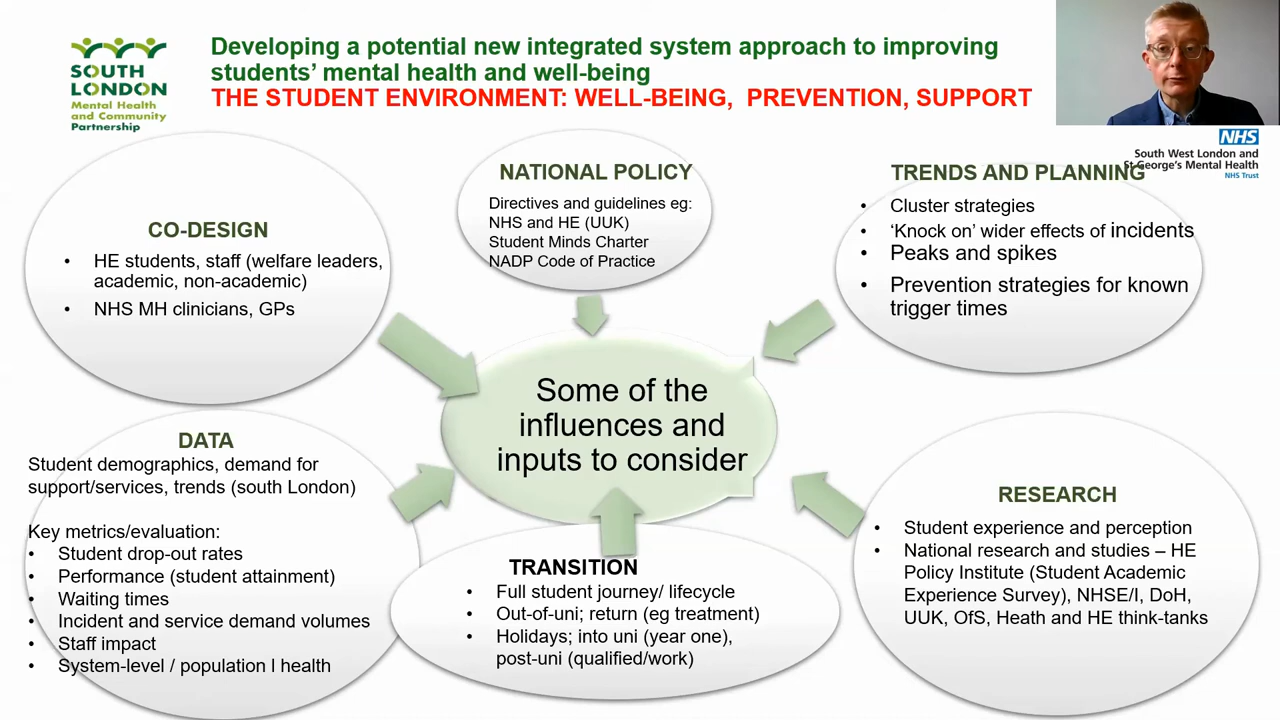 SOUTH
LONDON
Mental Health
and Community
Partnership
Developing a potential new integrated system approach to improving
students’ mental health and well-being
THE STUDENT ENVIRONMENT: WELL-BEING, PREVENTION, SUPPORT
NHS
South West London and
St George’s Mental Health
NHS Trust
CO-DESIGN
• HE students, staff (welfare leaders,
academic, non-academic)
• NHS MH clinicians, GPs
NATIONAL POLICY
Directives and guidelines eg:
NHS and HE (UUK)
Student Minds Charter
NADP Code of Practice
TRENDS AND PLANNING
• Cluster strategies
• ‘Knock on’ wider effects of incidents
• Peaks and spikes
• Prevention strategies for known
trigger times
Some of the
influences and
inputs to consider
DATA
Student demographics, demand for
support/services, trends (south London)
Key metrics/evaluation:
• Student drop-out rates
• Performance (student attainment)
• Waiting times
• Incident and service demand volumes
• Staff impact
• System-level / population l health
TRANSITION
• Full student journey/ lifecycle
• Out-of-uni; return (eg treatment)
• Holidays; into uni (year one),
post-uni (qualified/work)
RESEARCH
• Student experience and perception
• National research and studies – HE
Policy Institute (Student Academic
Experience Survey), NHSE/I, DoH,
UUK, OfS, Heath and HE think-tanks